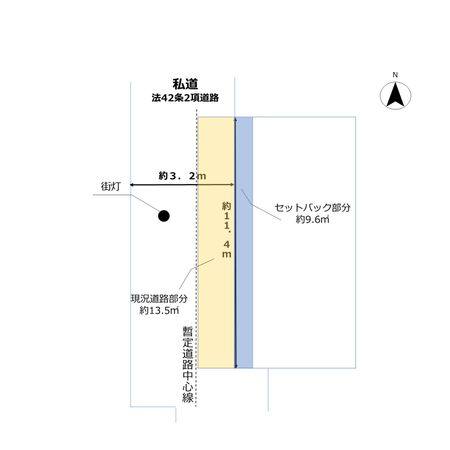 N
私道
法42条2項道路
約３．２ｍ
街灯
約１１．４ｍ
セットバック部分
約9.6㎡
現況道路部分
約13.5㎡
暫定道路中心線